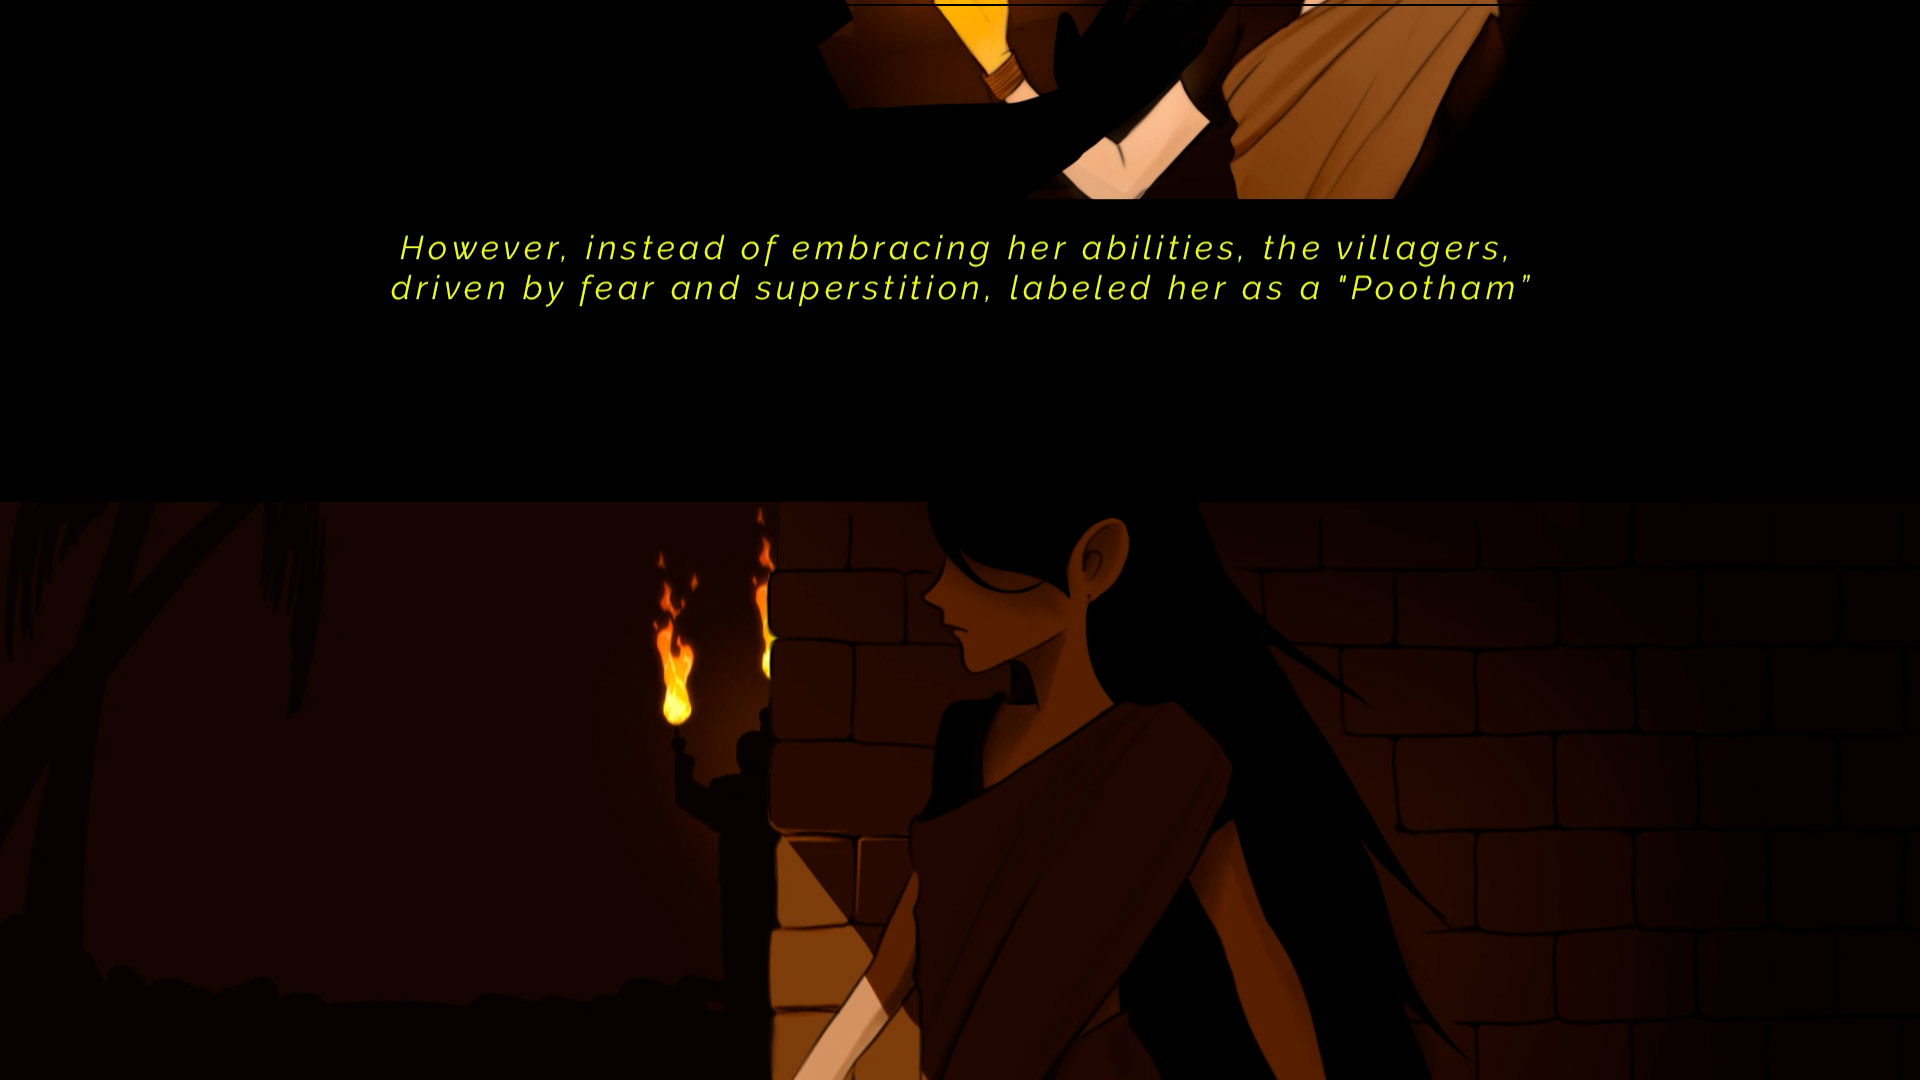 However, instead of embracing her abilities, the villagers,
driven by fear and superstition, labeled her as a "Pootham”